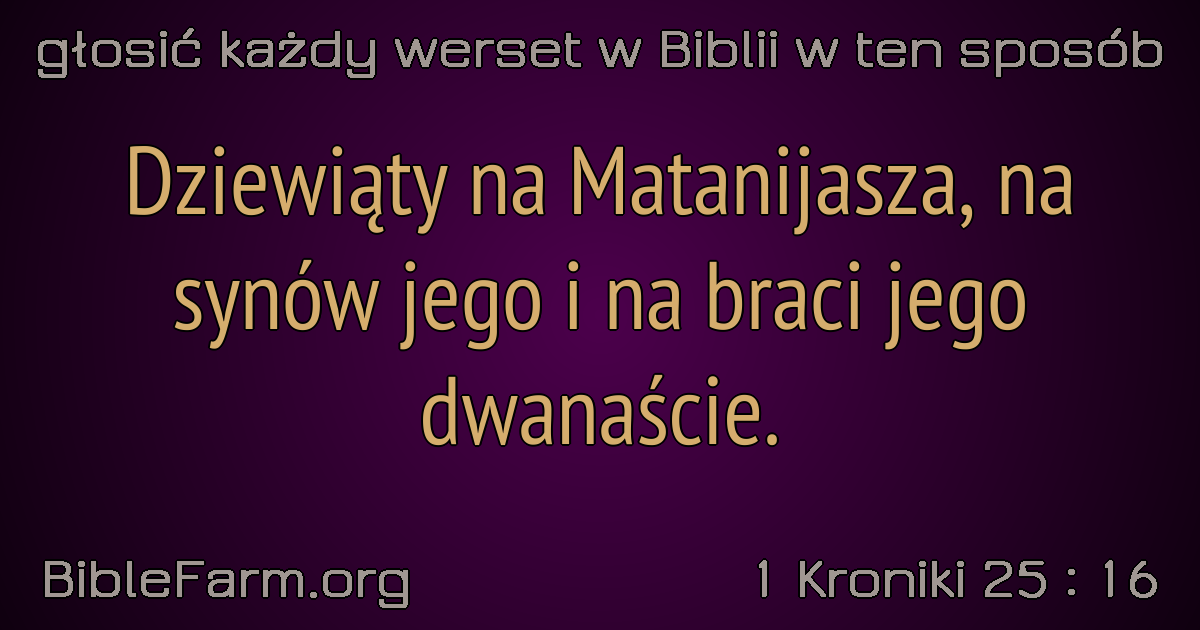 głosić każdy werset w Biblii w ten sposób
Dziewiąty na Matanijasza, na
synów jego i na braci jego
dwanaście.
BibleFarm.org
1 Kroniki 25 : 16